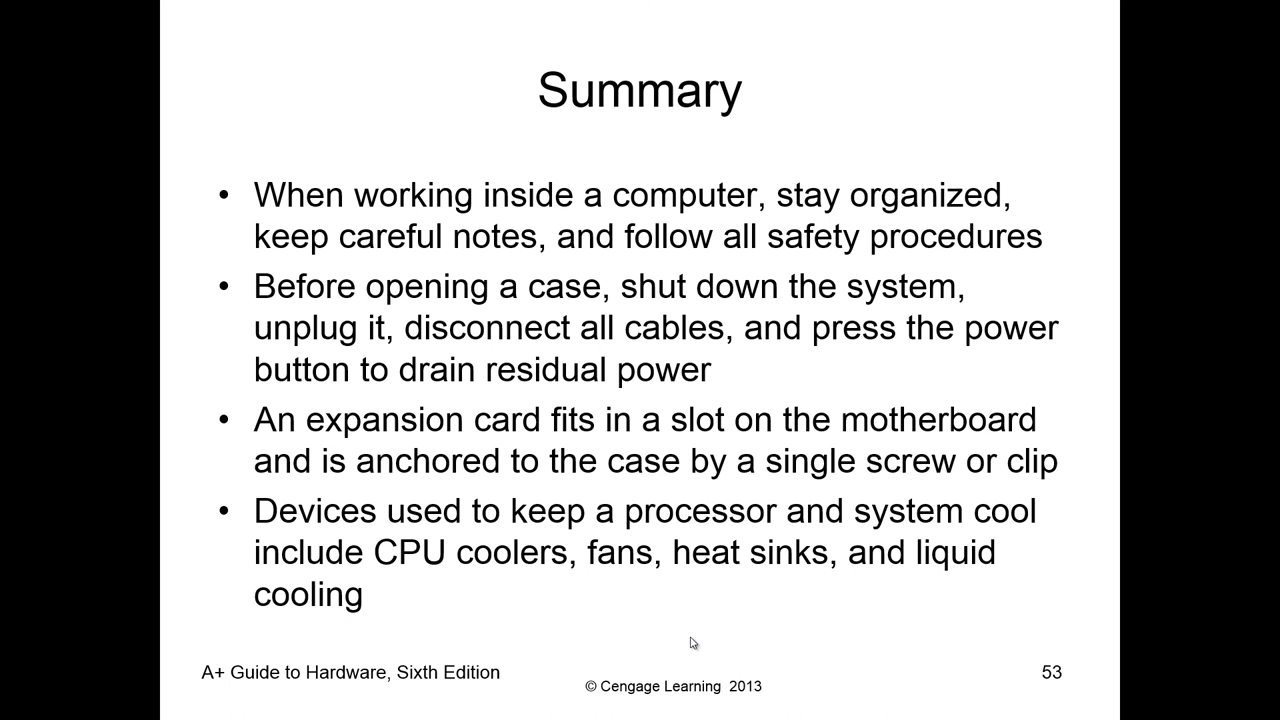 Summary
• When working inside a computer, stay organized,
keep careful notes, and follow all safety procedures
• Before opening a case, shut down the system,
unplug it, disconnect all cables, and press the power
button to drain residual power
• An expansion card fits in a slot on the motherboard
and is anchored to the case by a single screw or clip
• Devices used to keep a processor and system cool
include CPU coolers, fans, heat sinks, and liquid
cooling
A+ Guide to Hardware, Sixth Edition
© Cengage Learning 2013
53